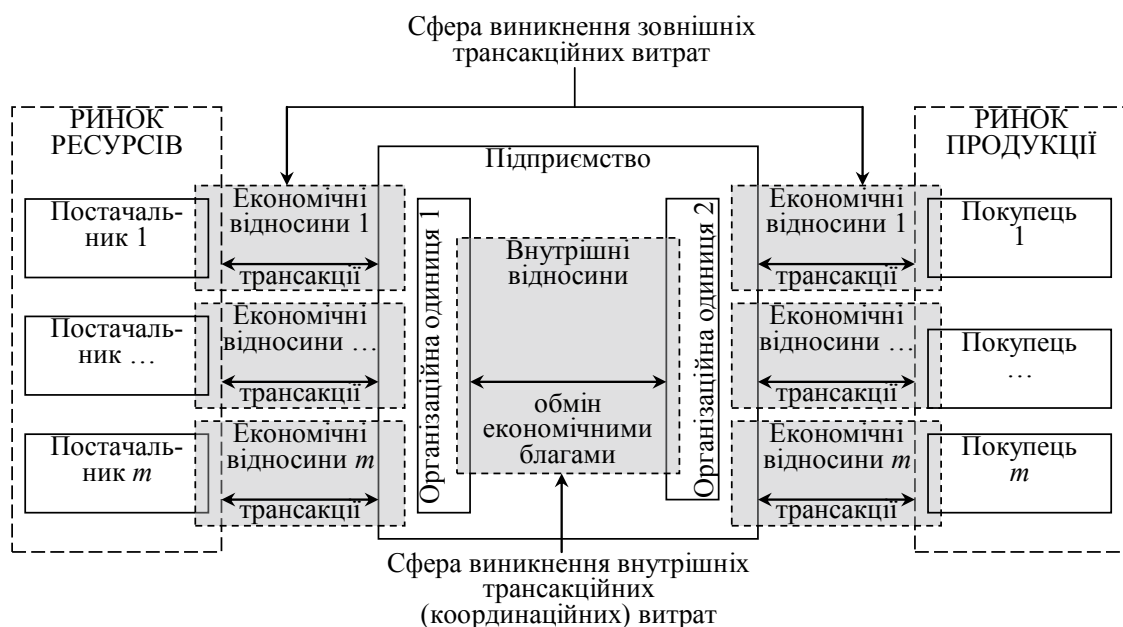 Сфера виникнення зовнішніх
трансакційних витрат
РИНОК
РЕСУРСІВ
Постачаль-
ник 1
Постачаль-
ник …
Постачаль-
ник m
Економічні
відносини 1
трансакції
Економічні
відносини …
трансакції
Економічні
відносини m
трансакції
Підприємство
Організаційна одиниця 1
Внутрішні
відносини
обмін
економічними
благами
Організаційна одиниця 2
Економічні
відносини 1
трансакції
Економічні
відносини …
трансакції
Економічні
відносини m
трансакції
РИНОК
ПРОДУКЦІЇ
Покупець
1
Покупець
…
Покупець
m
Сфера виникнення внутрішніх
трансакційних
(координаційних) витрат